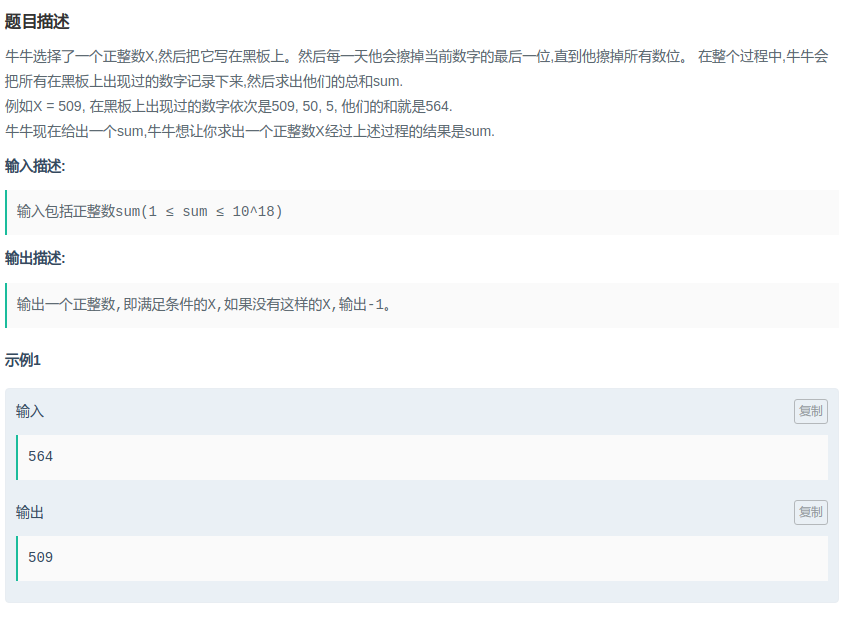 题目描述
牛牛选择了一个正整数X,然后把它写在黑板上。然后每一天他会擦掉当前数字的最后一位,直到他擦掉所有数位。 在整个过程中,牛牛会
把所有在黑板上出现过的数字记录下来,然后求出他们的总和sum.
例如X = 509, 在黑板上出现过的数字依次是509, 50, 5, 他们的和就是564.
牛牛现在给出一个sum,牛牛想让你求出一个正整数X经过上述过程的结果是sum.
输入描述:
输入包括正整数sum(1 ≤ sum ≤ 10^18)
输出描述:
输出一个正整数,即满足条件的X,如果没有这样的X,输出-1。
示例1
输入 复制
564
输出 复制
509